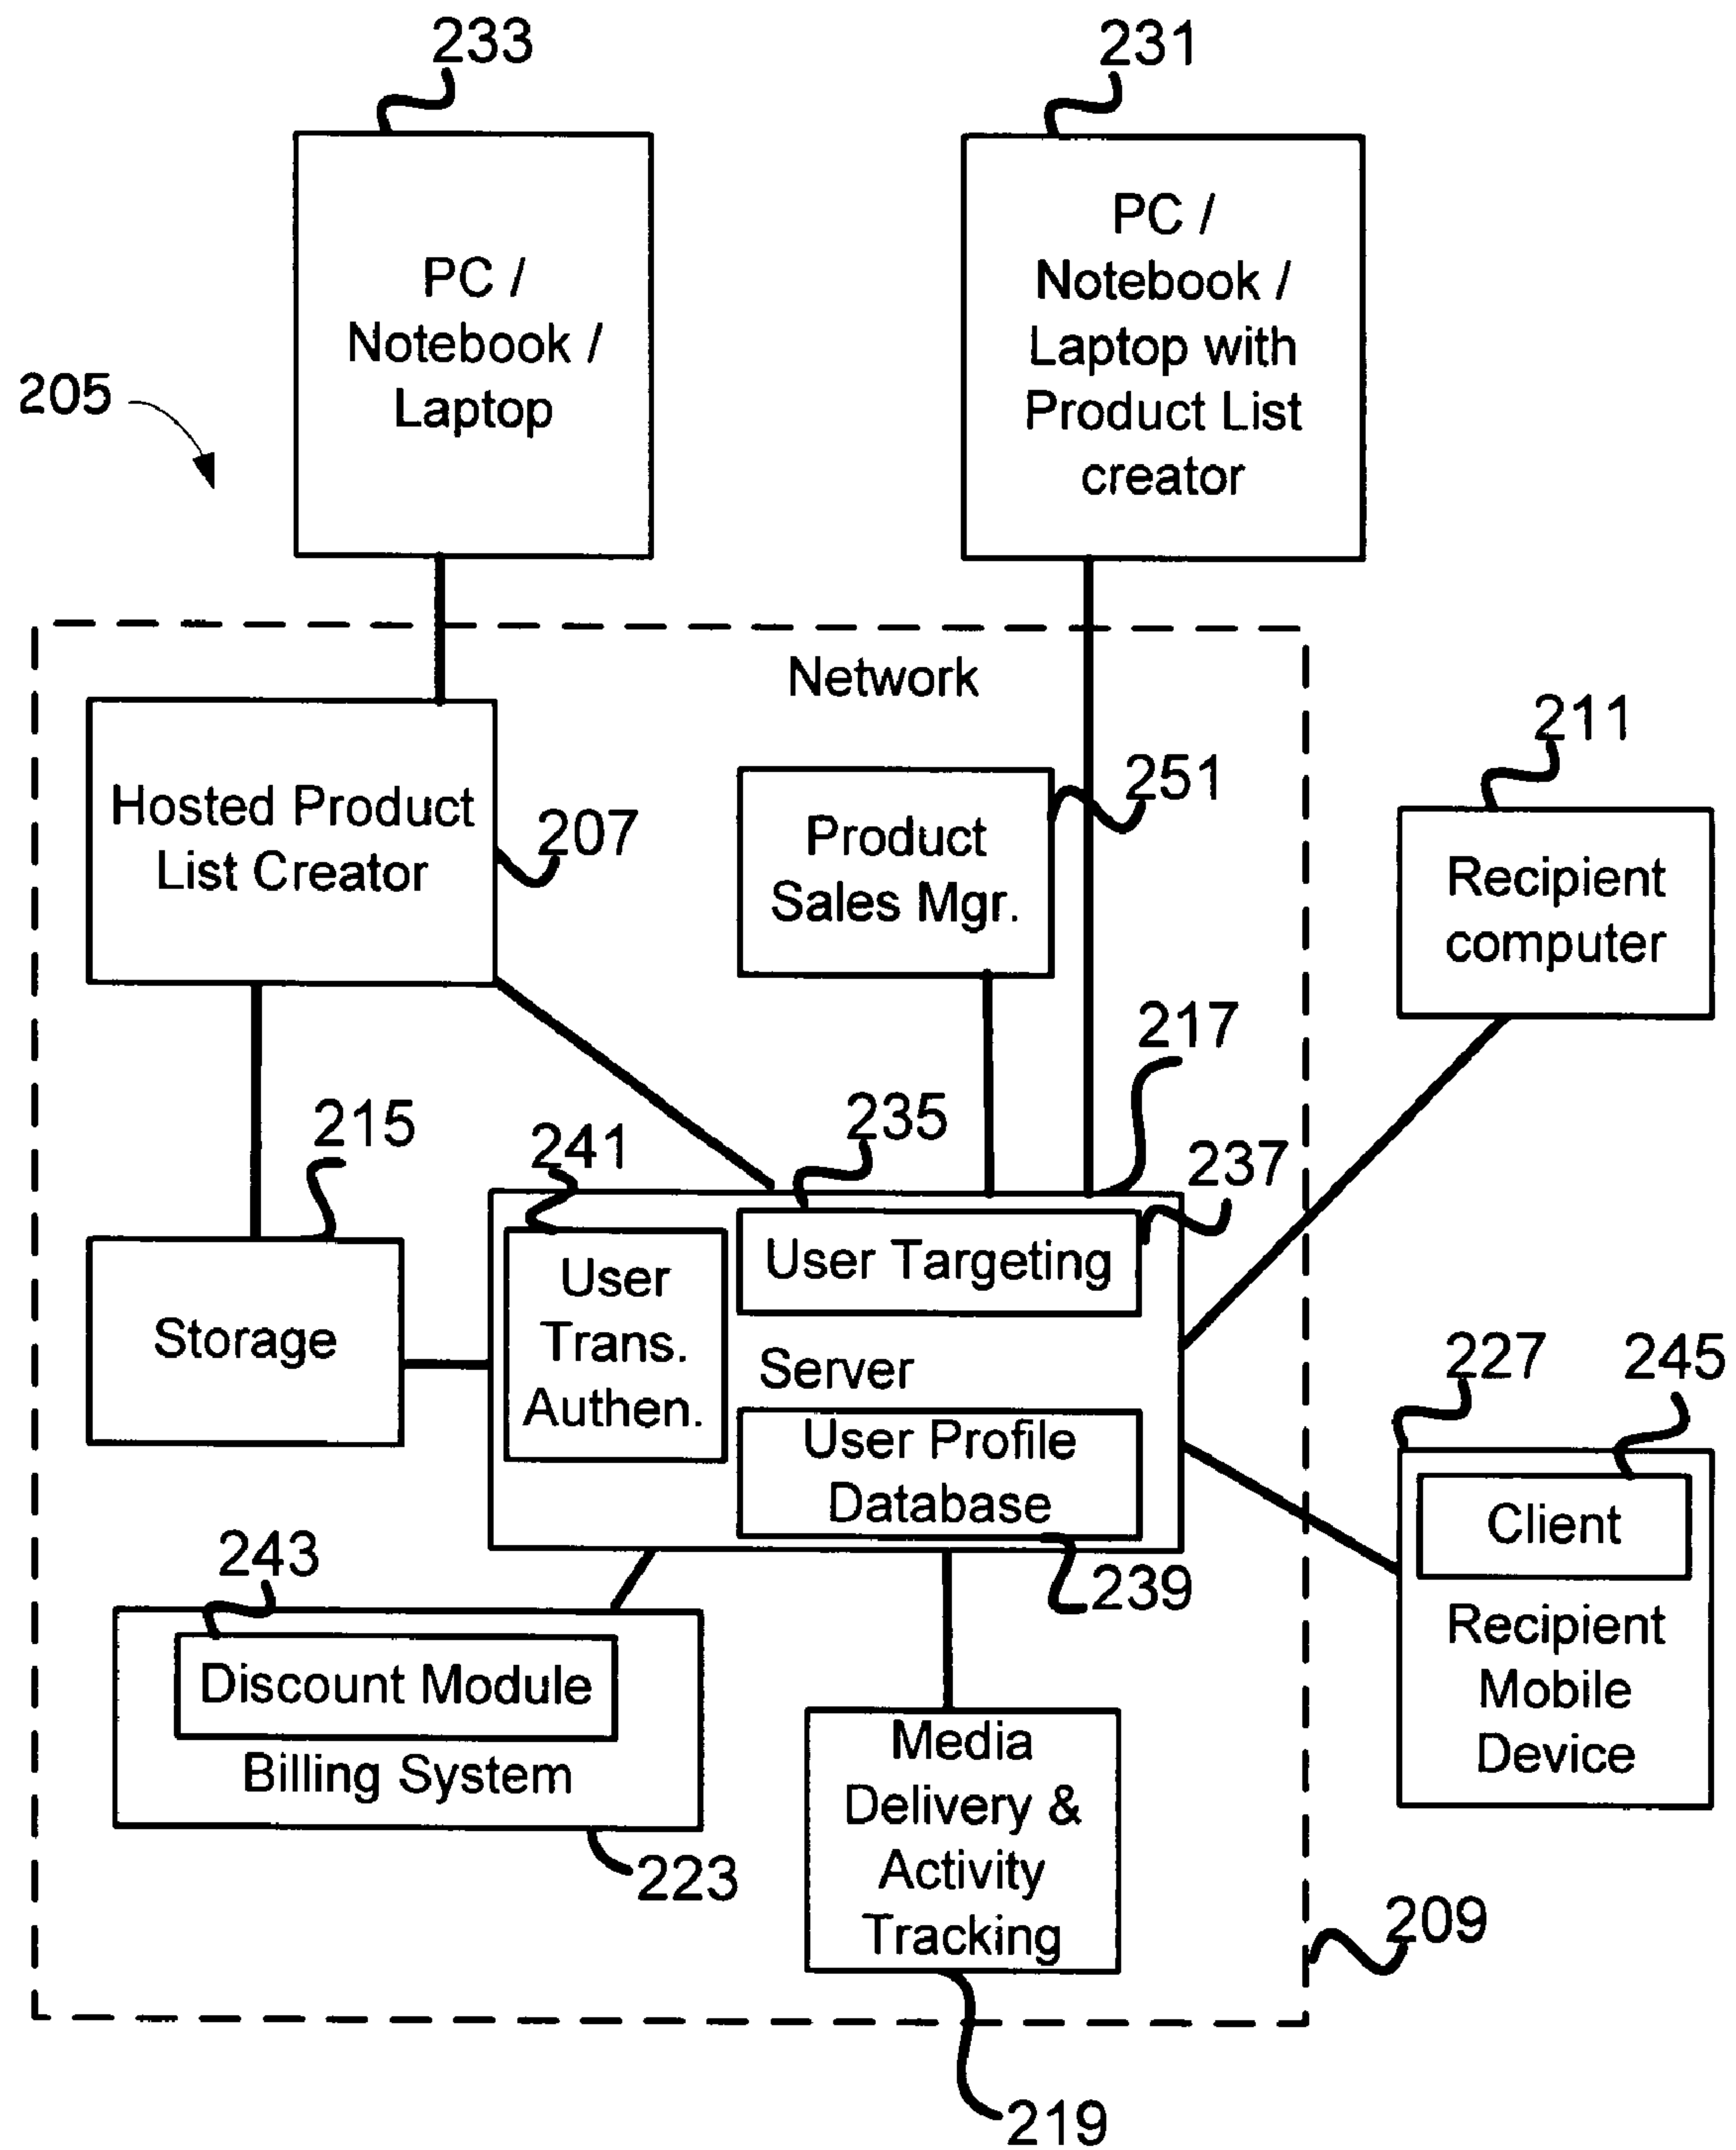 233
231
PC /
Notebook /
Laptop
PC /
Notebook /
Laptop with
Product List
creator
205
Network
211
251
Hosted Product
List Creator
207
Product
Sales Mgr.
Recipient
computer
217
215
241
235
237
User
Trans.
Authen.
User Targeting
Storage
Server
227
245
User Profile
Database
Client
243
239
Recipient
Mobile
Device
Discount Module
Billing System
Media
Delivery &
Activity
Tracking
223
209
219